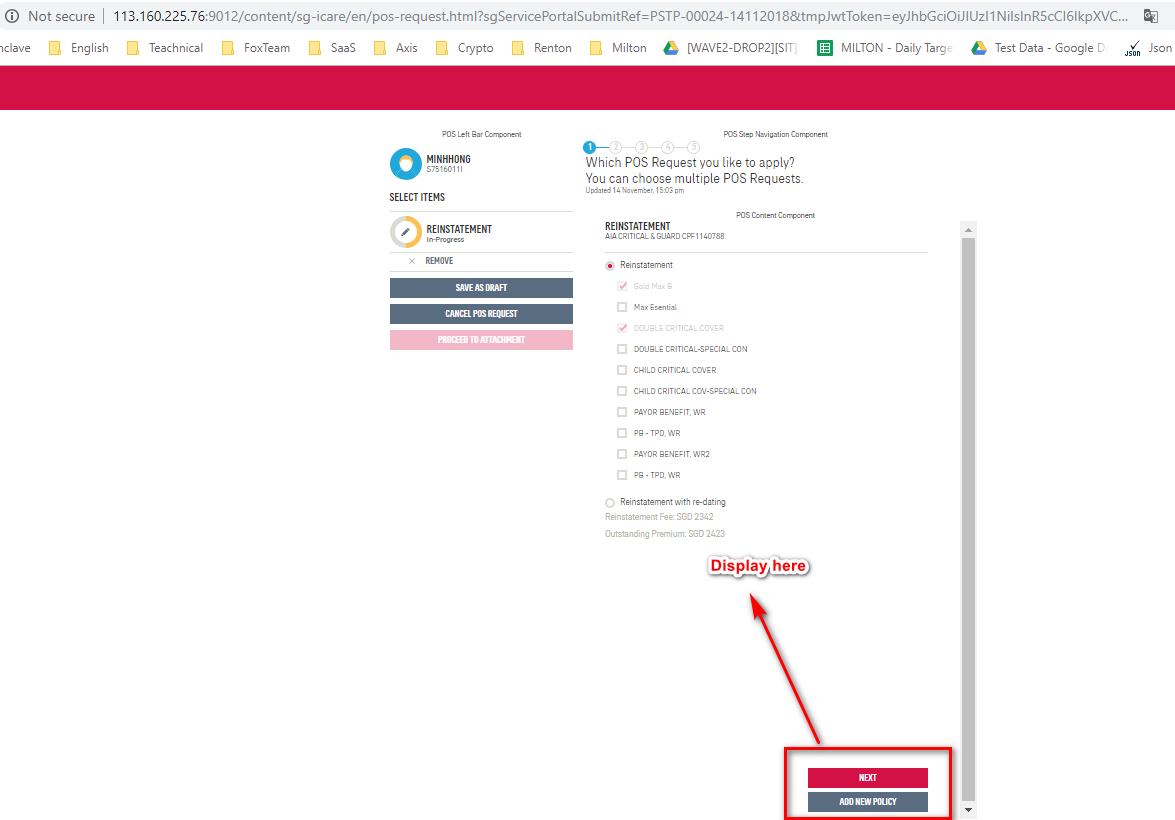 Not secure 113.160.225.76:9012/content/sg-icare/en/pos-request.html?sgServicePortalSubmitRef=PSTP-00024-14112018&tmpJwtToken=eyJhbGciOiJIUzI1NiIsInR5cCI6IkpXVC...
nclave English Teachnical FoxTeam SaaS Axis Crypto Renton Milton [WAVE2-DROP2][SIT] MILTON - Daily Targe Test Data - Google D Json Json
POS Left Bar Component
POS Step Navigation Component
MINHHONG
S7516011I
SELECT ITEMS
REINSTATEMENT
In-Progress
REMOVE
SAVE AS DRAFT
CANCEL POS REQUEST
PROCEED TO ATTACHMENT
1 2 3 4 5
Which POS Request you like to apply?
You can choose multiple POS Requests.
Updated 14 November, 15:03 pm
POS Content Component
REINSTATEMENT
AIA CRITICAL & GUARD CPF1140788
Reinstatement
Gold Max B
Max Esential
DOUBLE CRITICAL COVER
DOUBLE CRITICAL-SPECIAL CON
CHILD CRITICAL COVER
CHILD CRITICAL COV-SPECIAL CON
PAYOR BENEFIT, WR
PB - TPD, WR
PAYOR BENEFIT, WR2
PB - TPD, WR
Reinstatement with re-dating
Reinstatement Fee: SGD 2342
Outstanding Premium: SGD 2423
Display here
NEXT
ADD NEW POLICY